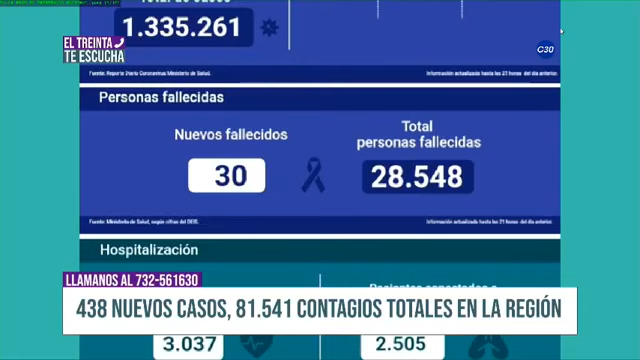 1.335.261
EL TREINTA
TE ESCUCHA
C30
Fuente: Reporte Diario Coronavirus Ministerio de Salud.
Información actualizada hasta las 21 horas del día anterior.
Personas fallecidas
Nuevos fallecidos
30
Total
personas fallecidas
28.548
Fuente: Ministerio de Salud, según cifras del DEIS.
Información actualizada hasta las 21 horas del día anterior.
Hospitalización
LLAMANOS AL 732-561630
438 NUEVOS CASOS, 81.541 CONTAGIOS TOTALES EN LA REGIÓN
3.037
2.505